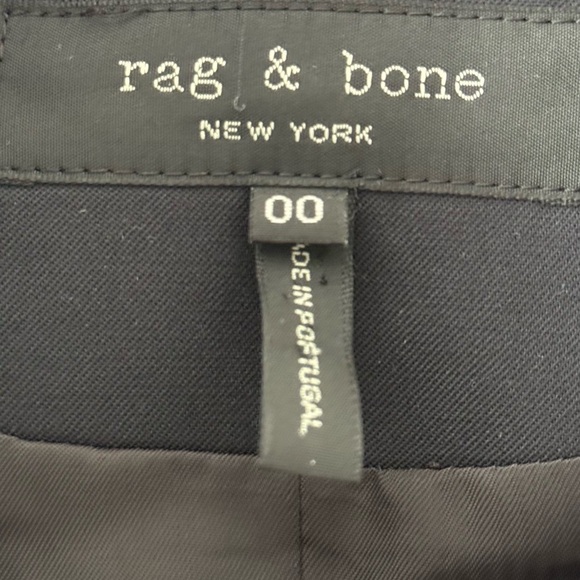 rag & bone
NEW YORK
00
ADE IN PORTUGAL